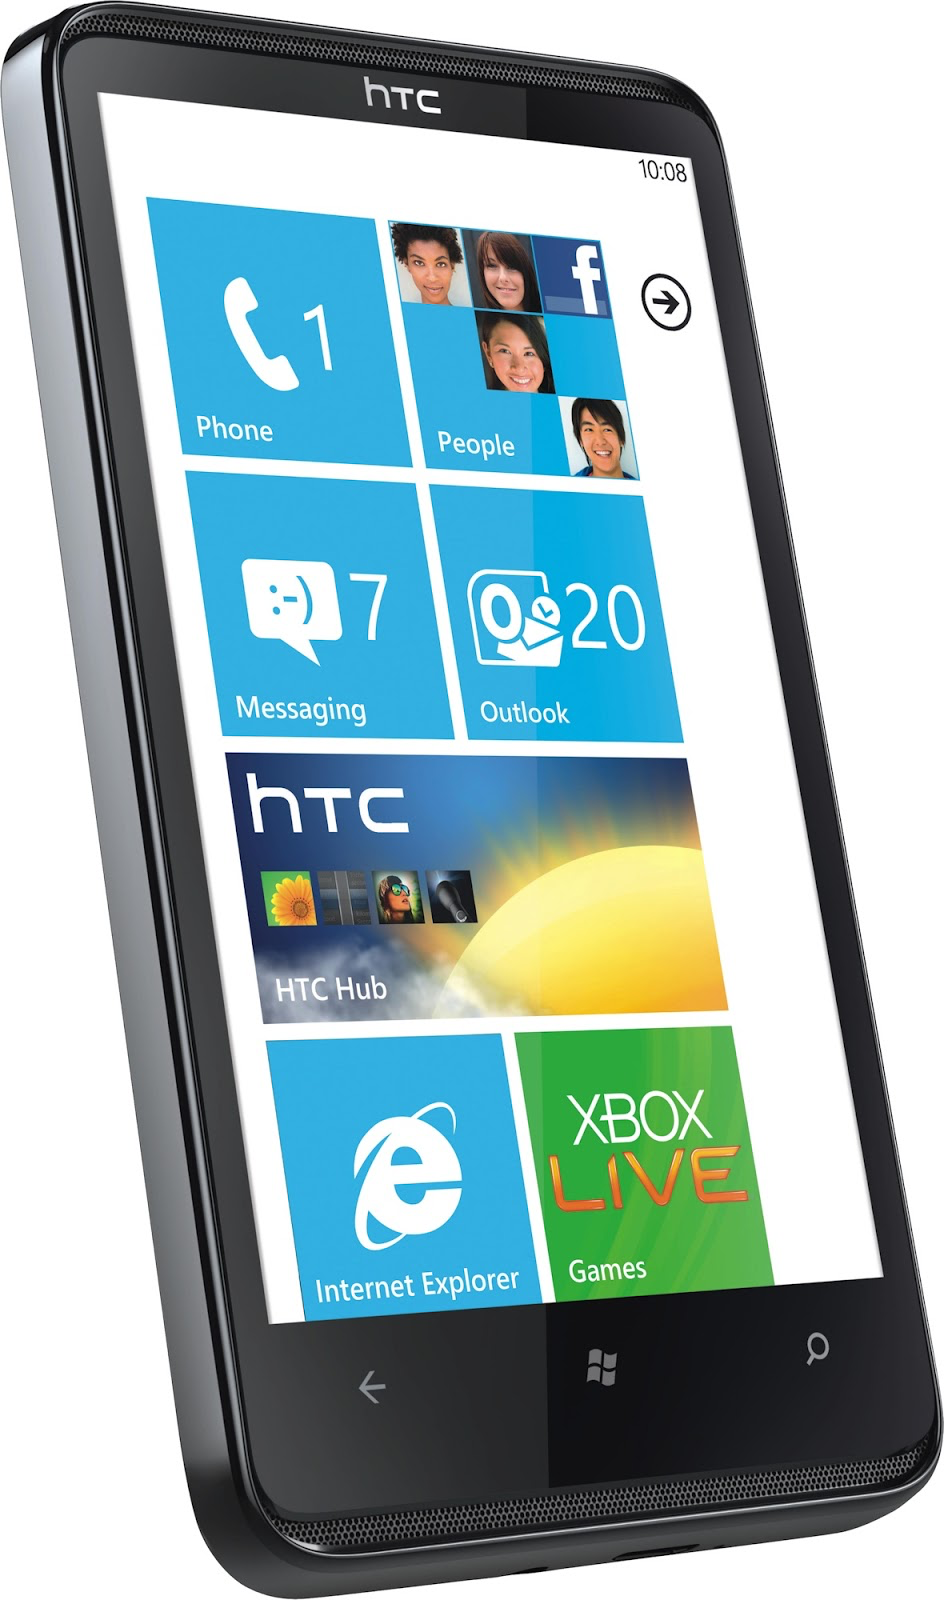 hTC
10:08
1
Phone
f
People
:-) 7
Messaging
O 20
Outlook
hTC
HTC Hub
e
Internet Explorer
XBOX
LIVE
Games